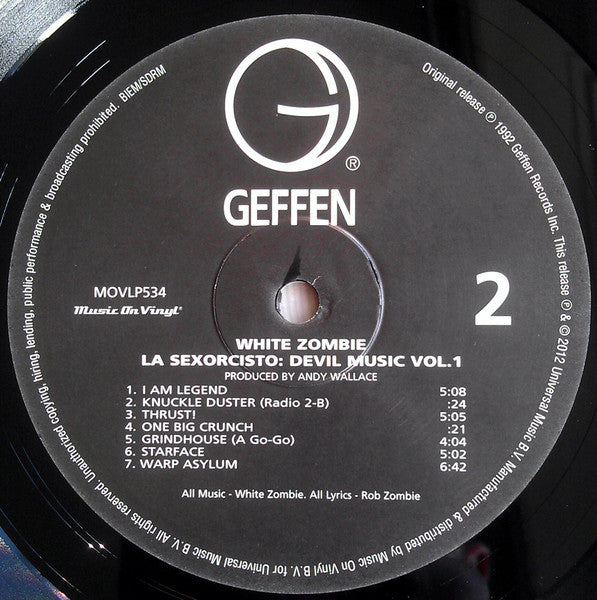 G
®
GEFFEN
MOVLP534
Music On Vinyl®
2
WHITE ZOMBIE
LA SEXORCISTO: DEVIL MUSIC VOL.1
PRODUCED BY ANDY WALLACE
1. I AM LEGEND 5:08
2. KNUCKLE DUSTER (Radio 2-B) :24
3. THRUST! 5:05
4. ONE BIG CRUNCH :21
5. GRINDHOUSE (A Go-Go) 4:04
6. STARFACE 5:02
7. WARP ASYLUM 6:42
All Music - White Zombie. All Lyrics - Rob Zombie
Original release ℗ 1992 Geffen Records Inc. This release ℗ & © 2012 Universal Music B.V. Manufactured & distributed by Music On Vinyl B.V. for Universal Music B.V. All rights reserved. Unauthorized copying, hiring, lending, public performance & broadcasting prohibited. BIEM/SDRM